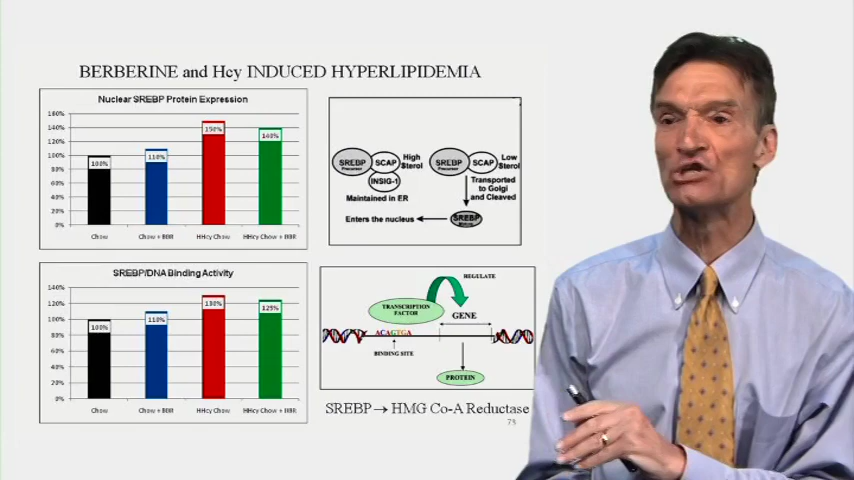 BERBERINE and Hcy INDUCED HYPERLIPIDEMIA
Nuclear SREBP Protein Expression
160%
140%
120%
100%
80%
60%
40%
20%
0%
100%
110%
150%
140%
Chow
Chow + BBR
HHcy Chow
HHcy Chow + BBR
SREBP
Precursor
SCAP
INSIG-1
High
Sterol
Maintained in ER
SREBP
Precursor
SCAP
Low
Sterol
Transported
to Golgi
and Cleaved
Enters the nucleus
SREBP
SREBP/DNA Binding Activity
140%
120%
100%
80%
60%
40%
20%
0%
100%
110%
130%
125%
Chow
Chow + BBR
HHcy Chow
HHcy Chow + BBR
REGULATE
TRANSCRIPTION
FACTOR
GENE
ACAGTGA
BINDING SITE
PROTEIN
SREBP → HMG Co-A Reductase
73